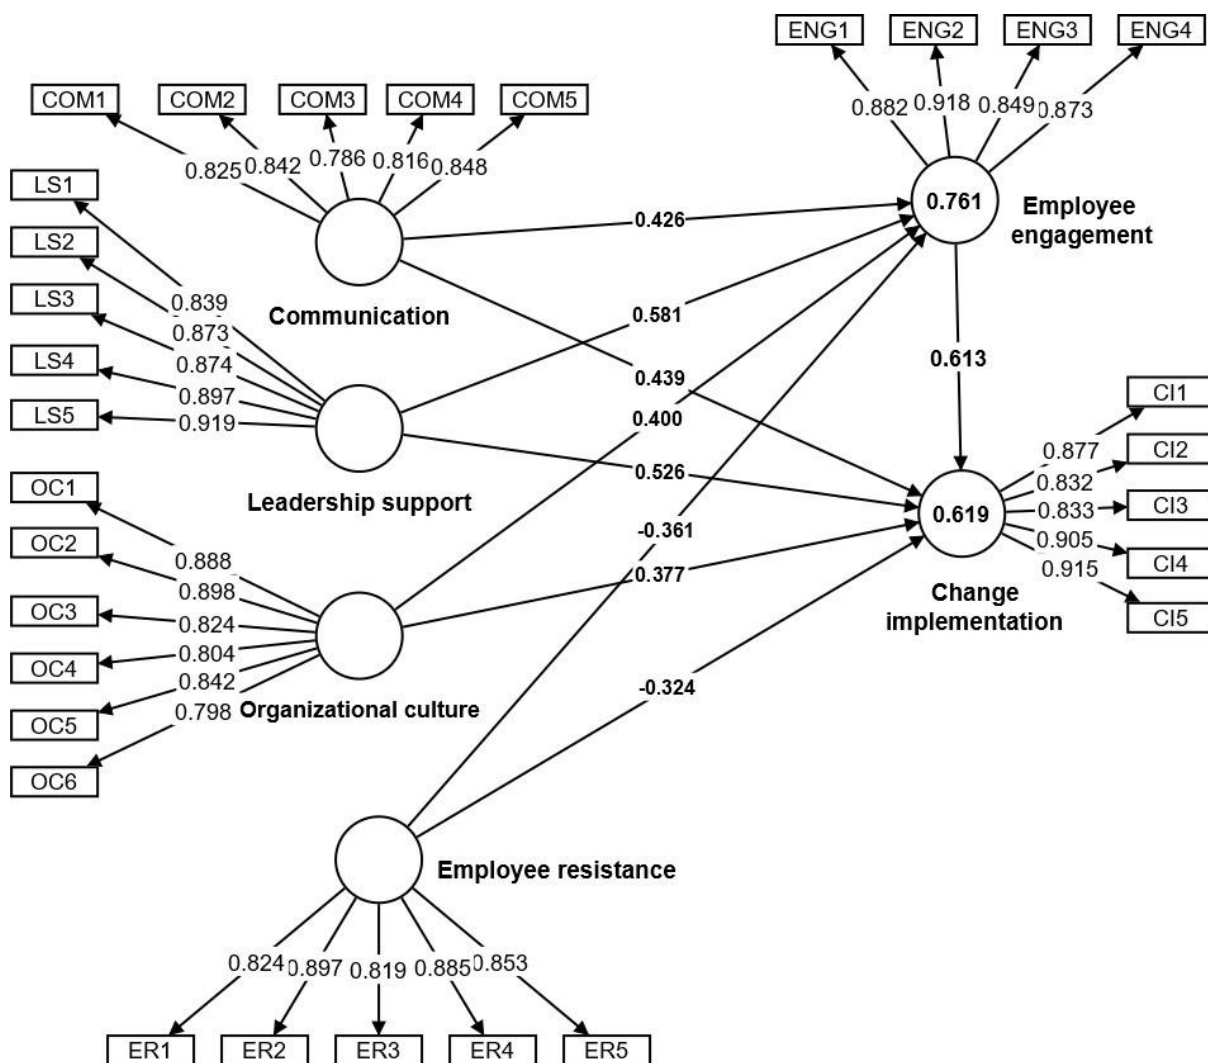 ENG1 ENG2 ENG3 ENG4
COM1 COM2 COM3 COM4 COM5
0.882 0.918 0.849 0.873
0.825 0.842 0.786 0.816 0.848
LS1
LS2
LS3
LS4
LS5
0.839
0.873
0.874
0.897
0.919
Communication
Leadership support
0.426
0.581
0.439
0.400
0.526
-0.361
0.377
-0.324
0.761
Employee
engagement
0.613
0.619
Change
implementation
0.877
0.832
0.833
0.905
0.915
CI1
CI2
CI3
CI4
CI5
OC1
OC2
OC3
OC4
OC5
OC6
0.888
0.898
0.824
0.804
0.842
0.798
Organizational culture
Employee resistance
0.824 0.897 0.819 0.885 0.853
ER1 ER2 ER3 ER4 ER5